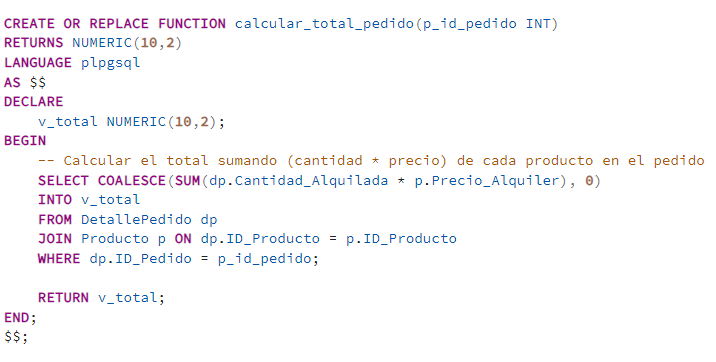 CREATE OR REPLACE FUNCTION calcular_total_pedido(p_id_pedido INT)
RETURNS NUMERIC(10,2)
LANGUAGE plpgsql
AS $$
DECLARE
    v_total NUMERIC(10,2);
BEGIN
    -- Calcular el total sumando (cantidad * precio) de cada producto en el pedido
    SELECT COALESCE(SUM(dp.Cantidad_Alquilada * p.Precio_Alquiler), 0)
    INTO v_total
    FROM DetallePedido dp
    JOIN Producto p ON dp.ID_Producto = p.ID_Producto
    WHERE dp.ID_Pedido = p_id_pedido;

    RETURN v_total;
END;
$$;